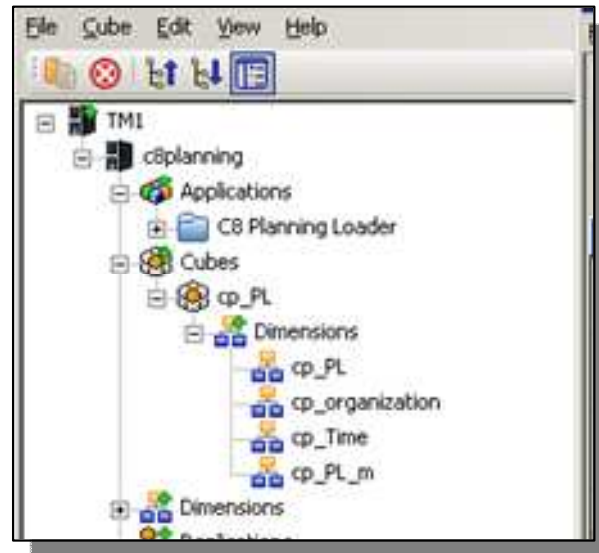 File Cube Edit View Help
TM1
c8planning
Applications
C8 Planning Loader
Cubes
cp_PL
Dimensions
cp_PL
cp_organization
cp_Time
cp_PL_m
Dimensions